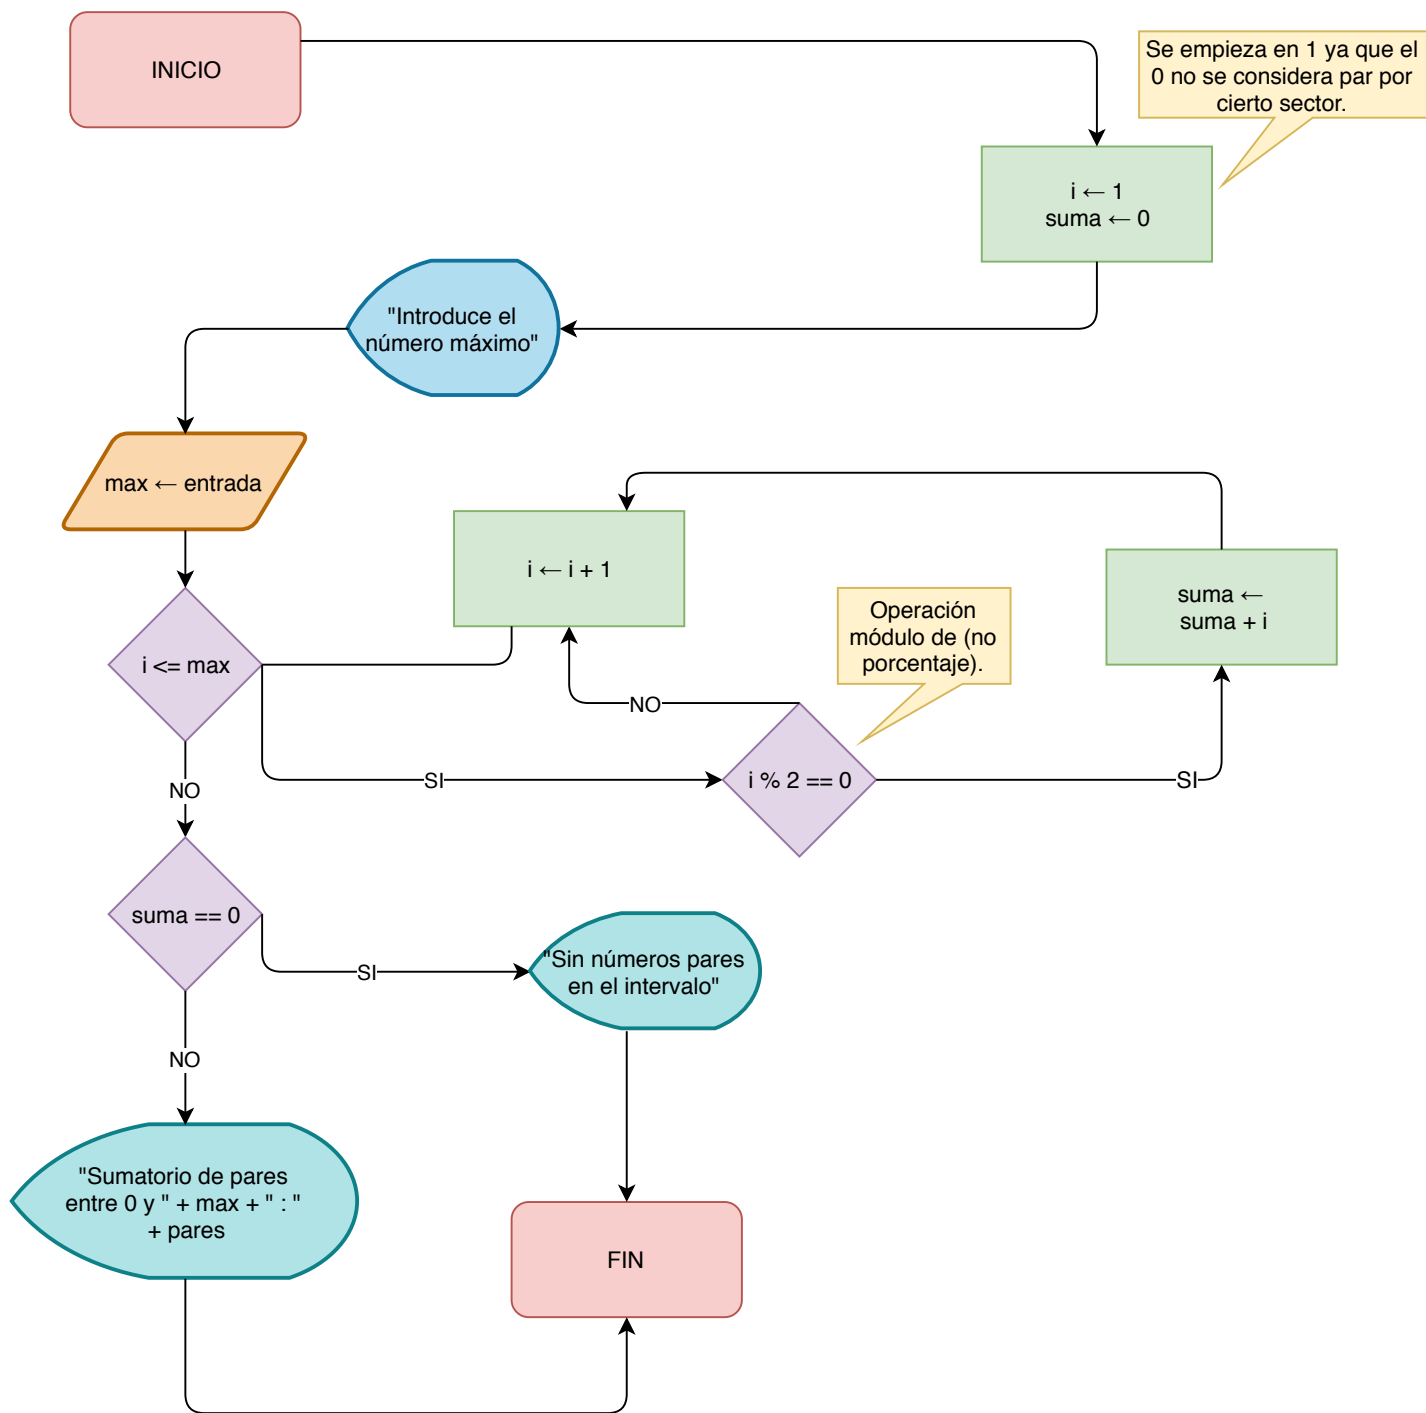 INICIO
Se empieza en 1 ya que el
0 no se considera par por
cierto sector.
i ← 1
suma ← 0
"Introduce el
número máximo"
max ← entrada
i ← i + 1
suma ←
suma + i
Operación
módulo de (no
porcentaje).
i <= max
NO
SI
i % 2 == 0
SI
NO
suma == 0
SI
"Sin números pares
en el intervalo"
NO
"Sumatorio de pares
entre 0 y " + max + " : "
+ pares
FIN